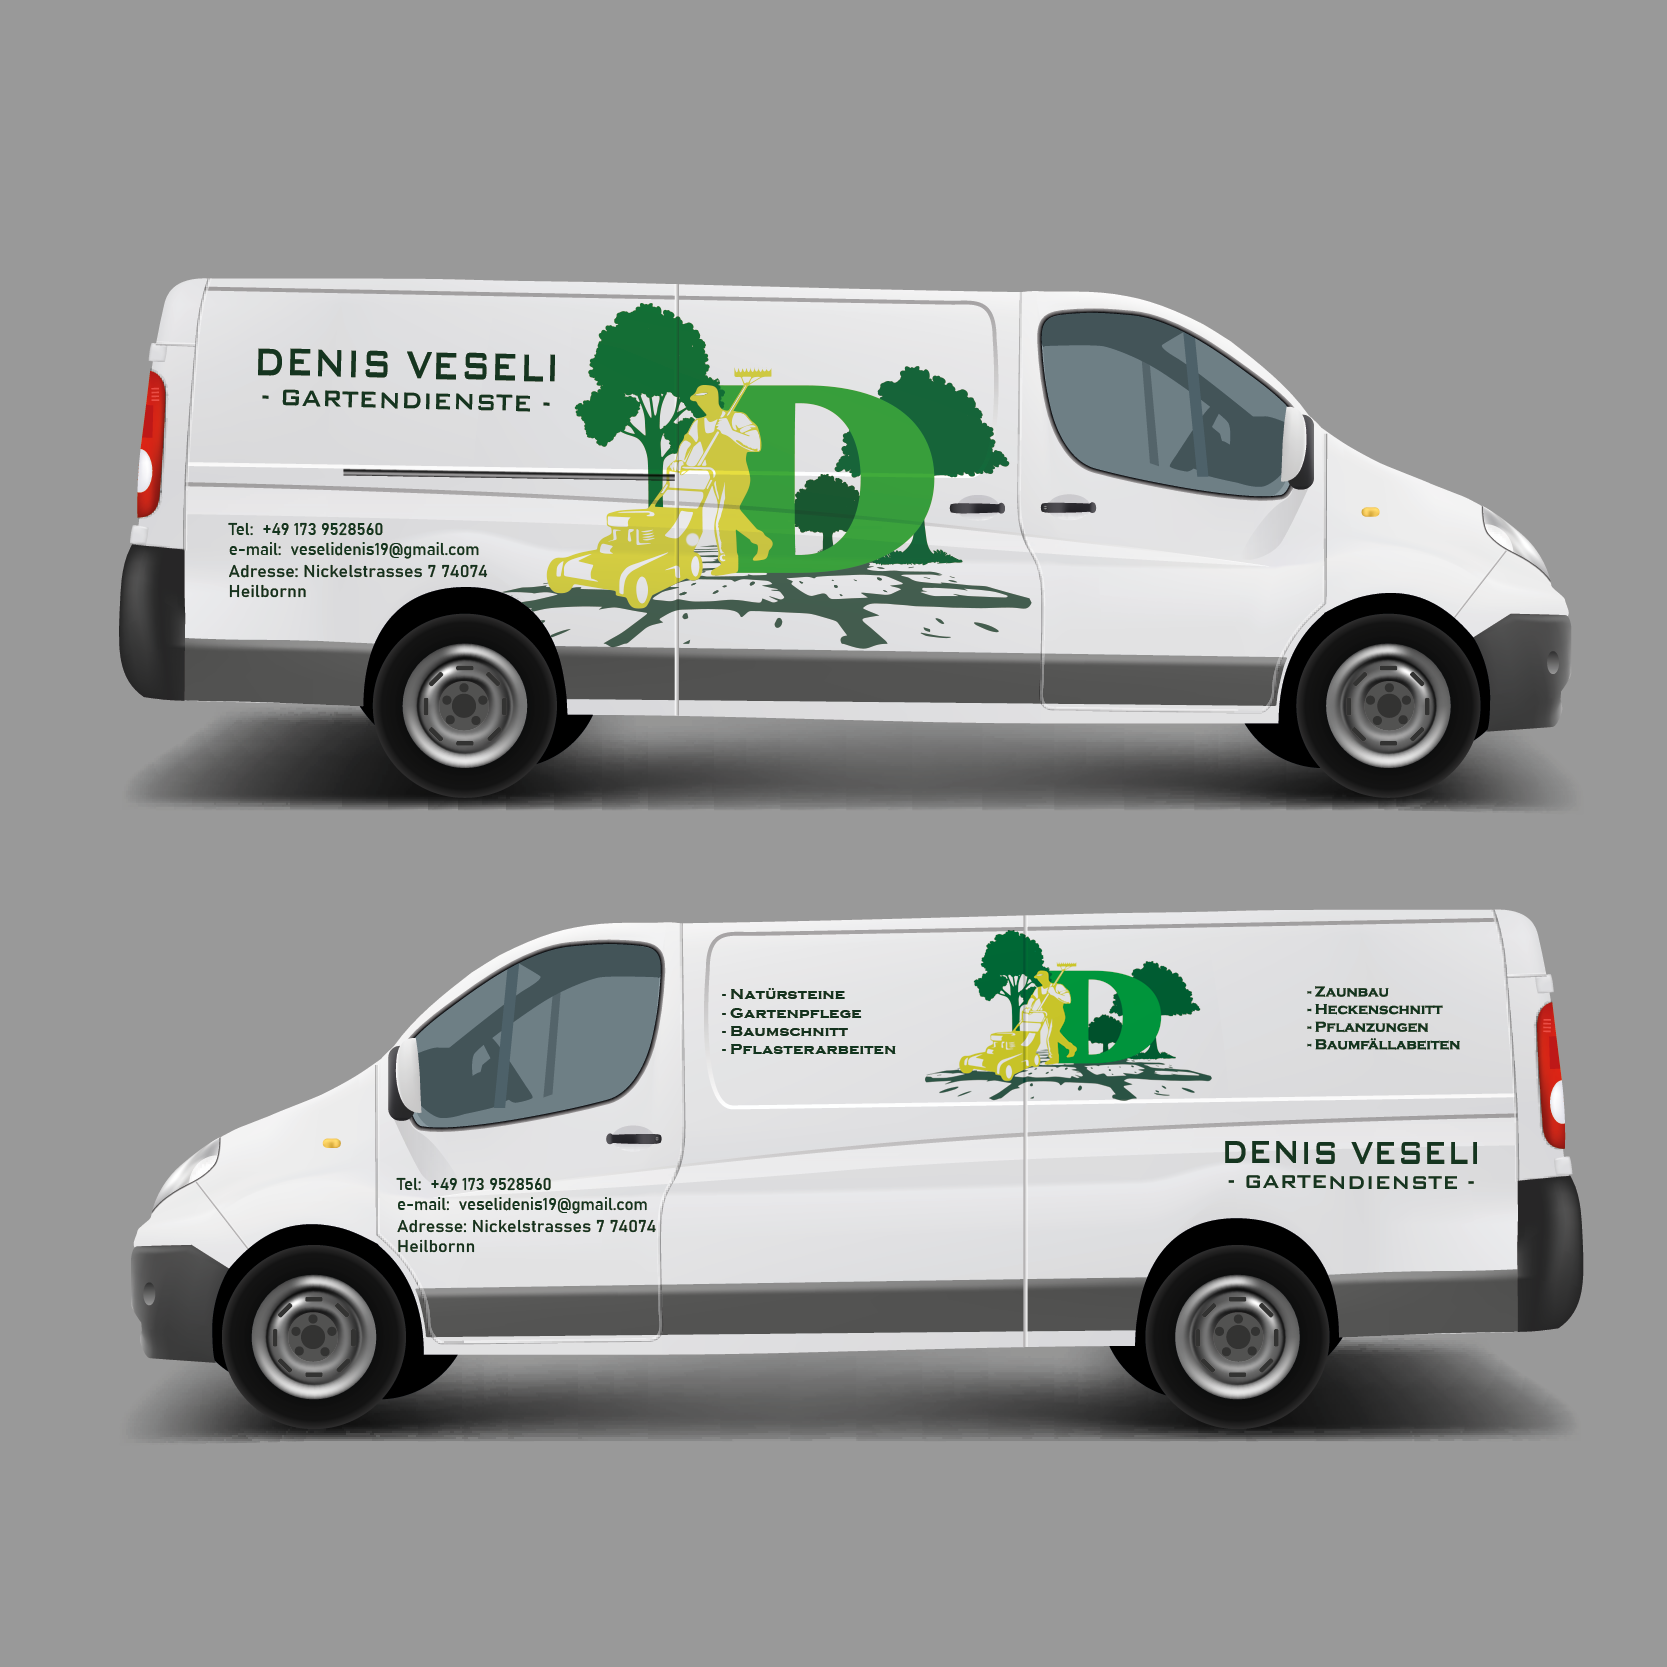 DENIS VESELI
- GARTENDIENSTE -
D
Tel: +49 173 9528560
e-mail: veselidenis19@gmail.com
Adresse: Nickelstrasses 7 74074
Heilbornn
- NATÜRSTEINE
- GARTENPFLEGE
- BAUMSCHNITT
- PFLASTERARBEITEN
D
- ZAUNBAU
- HECKENSCHNITT
- PFLANZUNGEN
- BAUMFÄLLABEITEN
DENIS VESELI
- GARTENDIENSTE -
Tel: +49 173 9528560
e-mail: veselidenis19@gmail.com
Adresse: Nickelstrasses 7 74074
Heilbornn